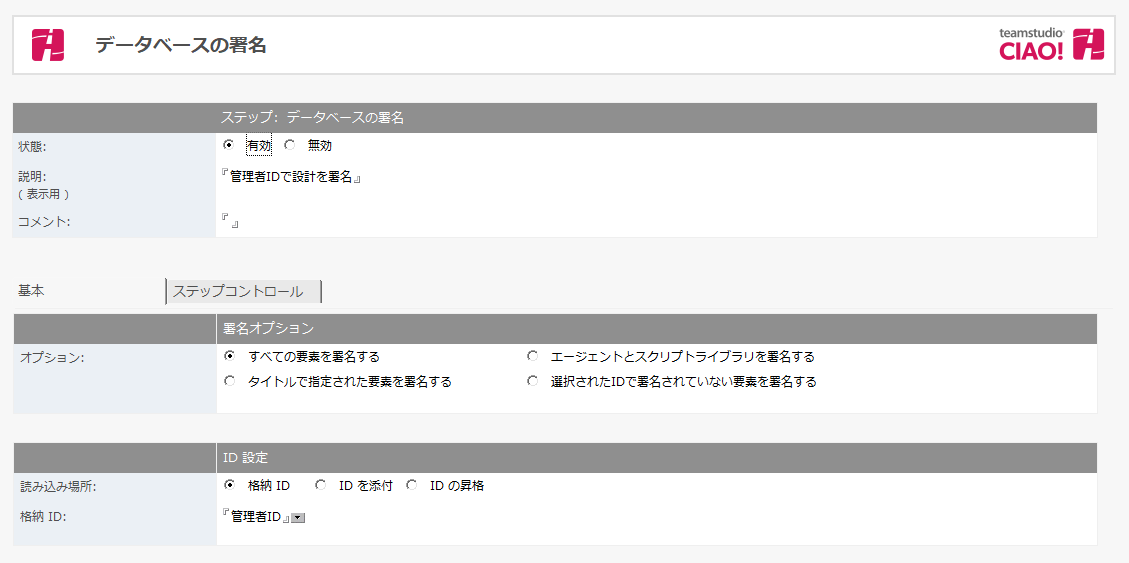 データベースの署名
teamstudio
CIAO!
ステップ: データベースの署名
状態:
有効 無効
説明:
( 表示用 )
『管理者IDで設計を署名』
コメント:
『 』
基本 ステップコントロール
署名オプション
オプション:
すべての要素を署名する エージェントとスクリプトライブラリを署名する
タイトルで指定された要素を署名する 選択されたIDで署名されていない要素を署名する
ID 設定
読み込み場所:
格納 ID ID を添付 ID の昇格
格納 ID:
『管理者ID』